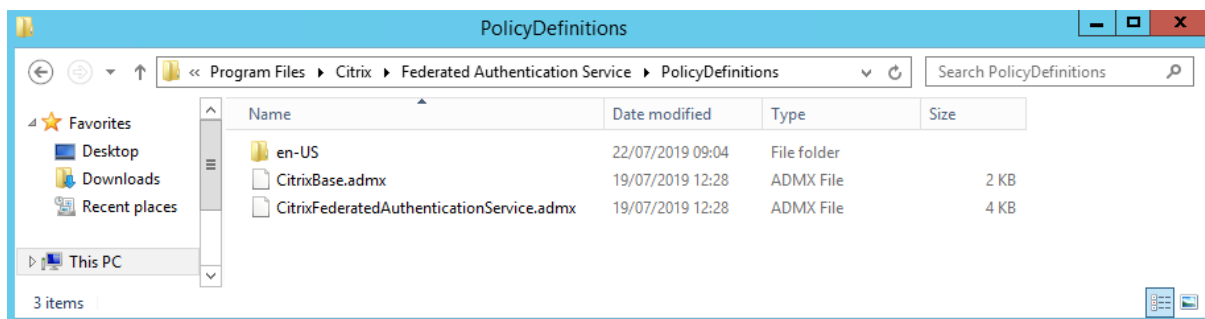 PolicyDefinitions
« Program Files ▸ Citrix ▸ Federated Authentication Service ▸ PolicyDefinitions Search PolicyDefinitions
Favorites
Desktop
Downloads
Recent places
This PC
Name Date modified Type Size
en-US 22/07/2019 09:04 File folder
CitrixBase.admx 19/07/2019 12:28 ADMX File 2 KB
CitrixFederatedAuthenticationService.admx 19/07/2019 12:28 ADMX File 4 KB
3 items